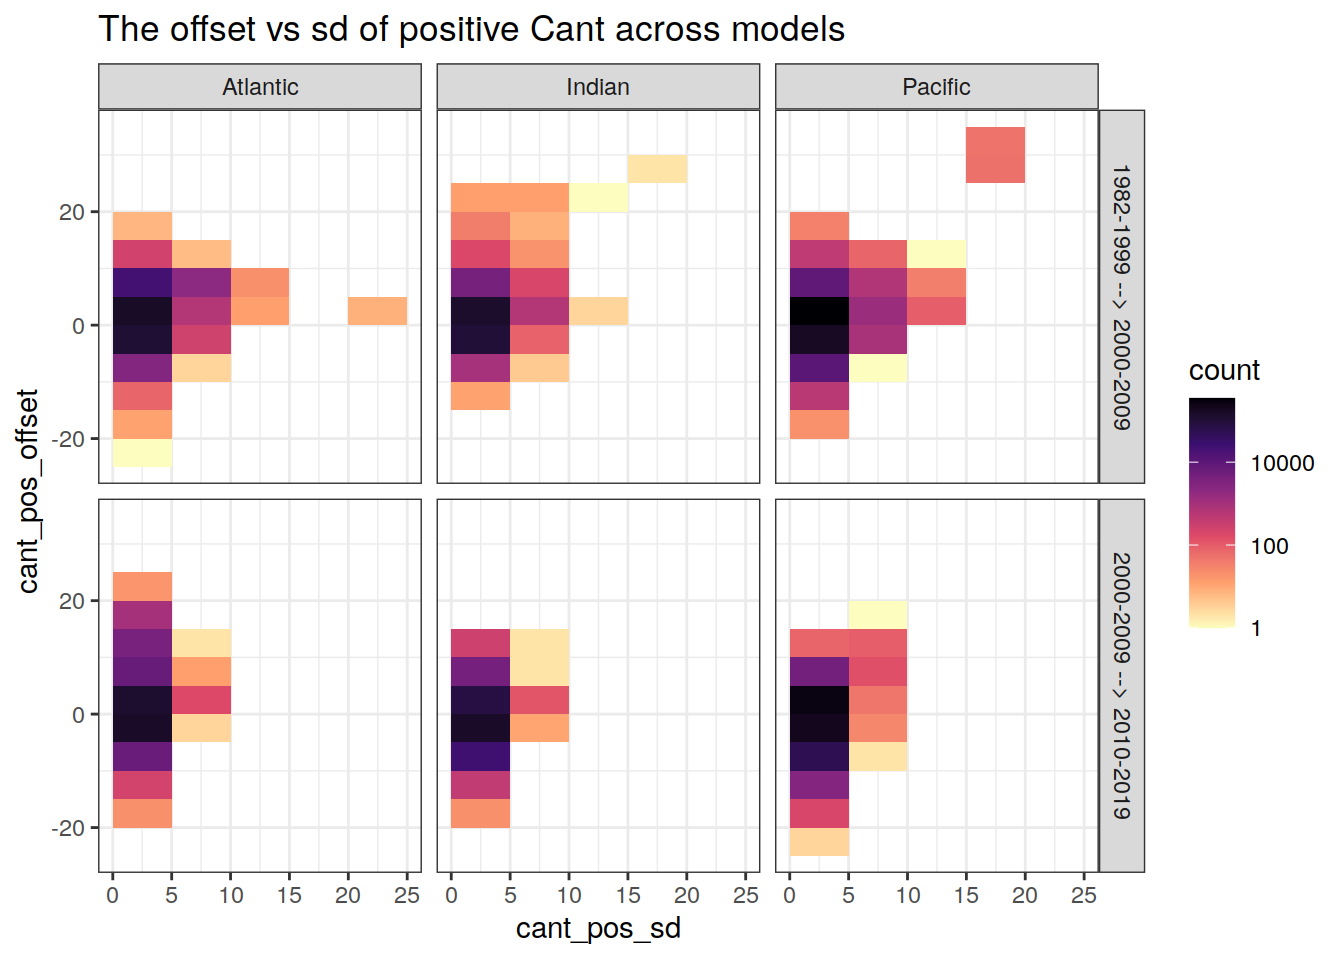 The offset vs sd of positive Cant across models
Atlantic
Indian
Pacific
1982-1999 --> 2000-2009
2000-2009 --> 2010-2019
cant_pos_offset
20
0
-20
20
0
-20
0 5 10 15 20 25
0 5 10 15 20 25
0 5 10 15 20 25
cant_pos_sd
count
10000
100
1